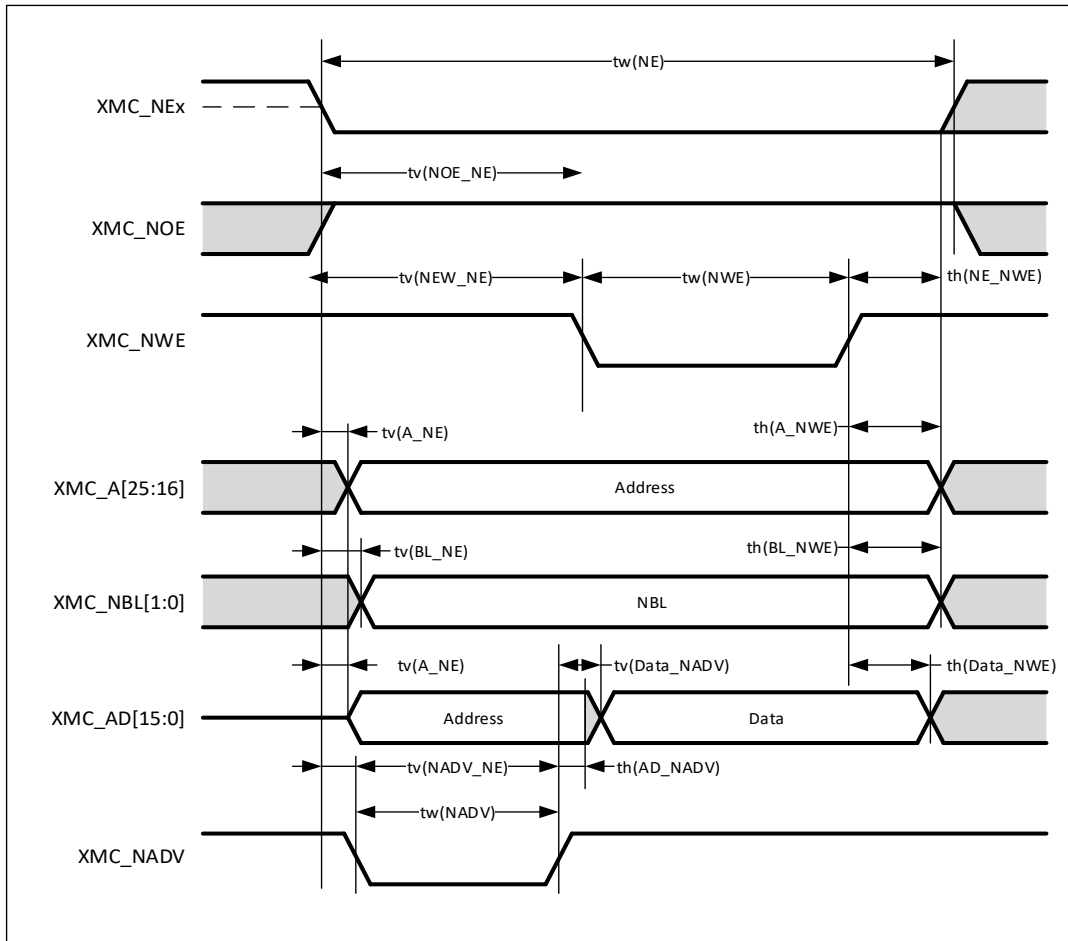 tw(NE)
XMC_NEx
tv(NOE_NE)
XMC_NOE
tv(NEW_NE)
tw(NWE)
th(NE_NWE)
XMC_NWE
tv(A_NE)
th(A_NWE)
XMC_A[25:16]
Address
tv(BL_NE)
th(BL_NWE)
XMC_NBL[1:0]
NBL
tv(A_NE)
tv(Data_NADV)
th(Data_NWE)
XMC_AD[15:0]
Address
Data
tv(NADV_NE)
th(AD_NADV)
tw(NADV)
XMC_NADV